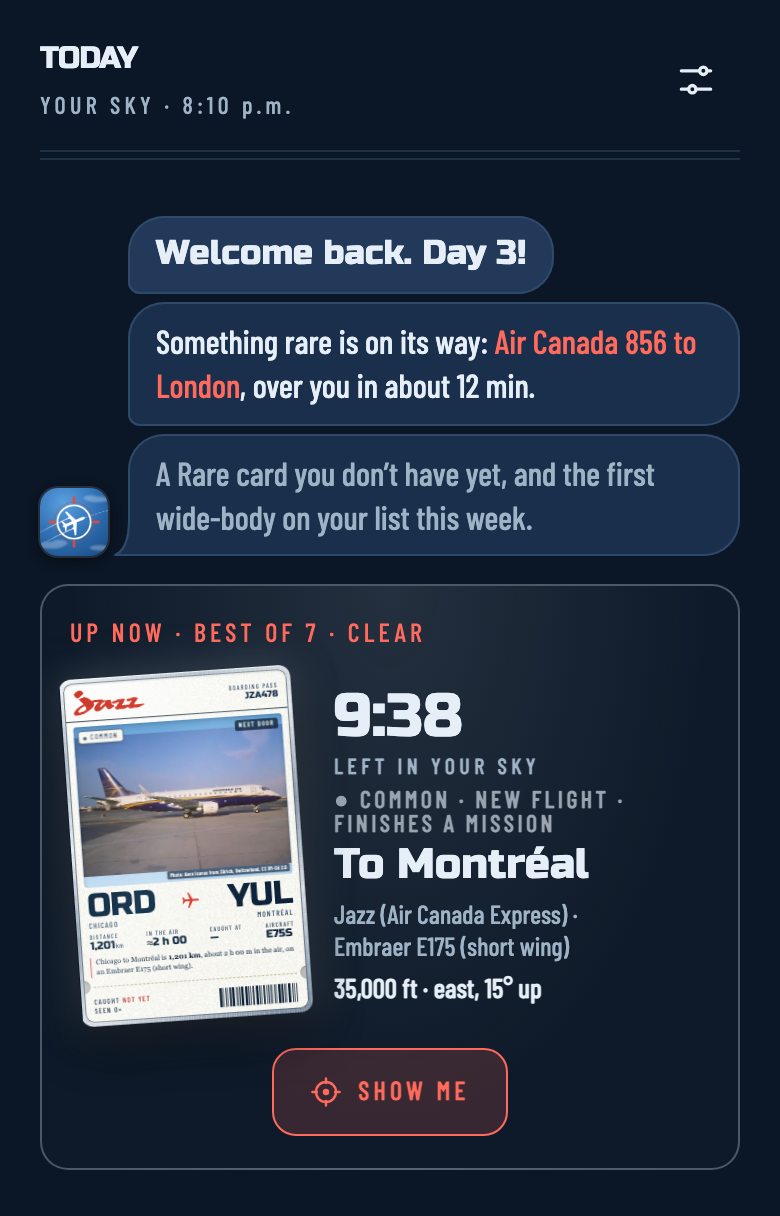 TODAY
YOUR SKY · 8:10 p.m.
Welcome back. Day 3!
Something rare is on its way: Air Canada 856 to
London, over you in about 12 min.
A Rare card you don’t have yet, and the first
wide-body on your list this week.
UP NOW · BEST OF 7 · CLEAR
Jazz
BOARDING PASS
JZA478
COMMON
NEXT DOOR
ORD
YUL
CHICAGO
MONTRÉAL
DISTANCE
1,201km
IN THE AIR
≈2 h 00
CAUGHT AT
—
AIRCRAFT
E75S
Chicago to Montréal is 1,201 km, about 2 h 00 m in the air, on
an Embraer E175 (short wing).
CAUGHT NOT YET
SEEN 0×
9:38
LEFT IN YOUR SKY
● COMMON · NEW FLIGHT ·
FINISHES A MISSION
To Montréal
Jazz (Air Canada Express) ·
Embraer E175 (short wing)
35,000 ft · east, 15° up
SHOW ME